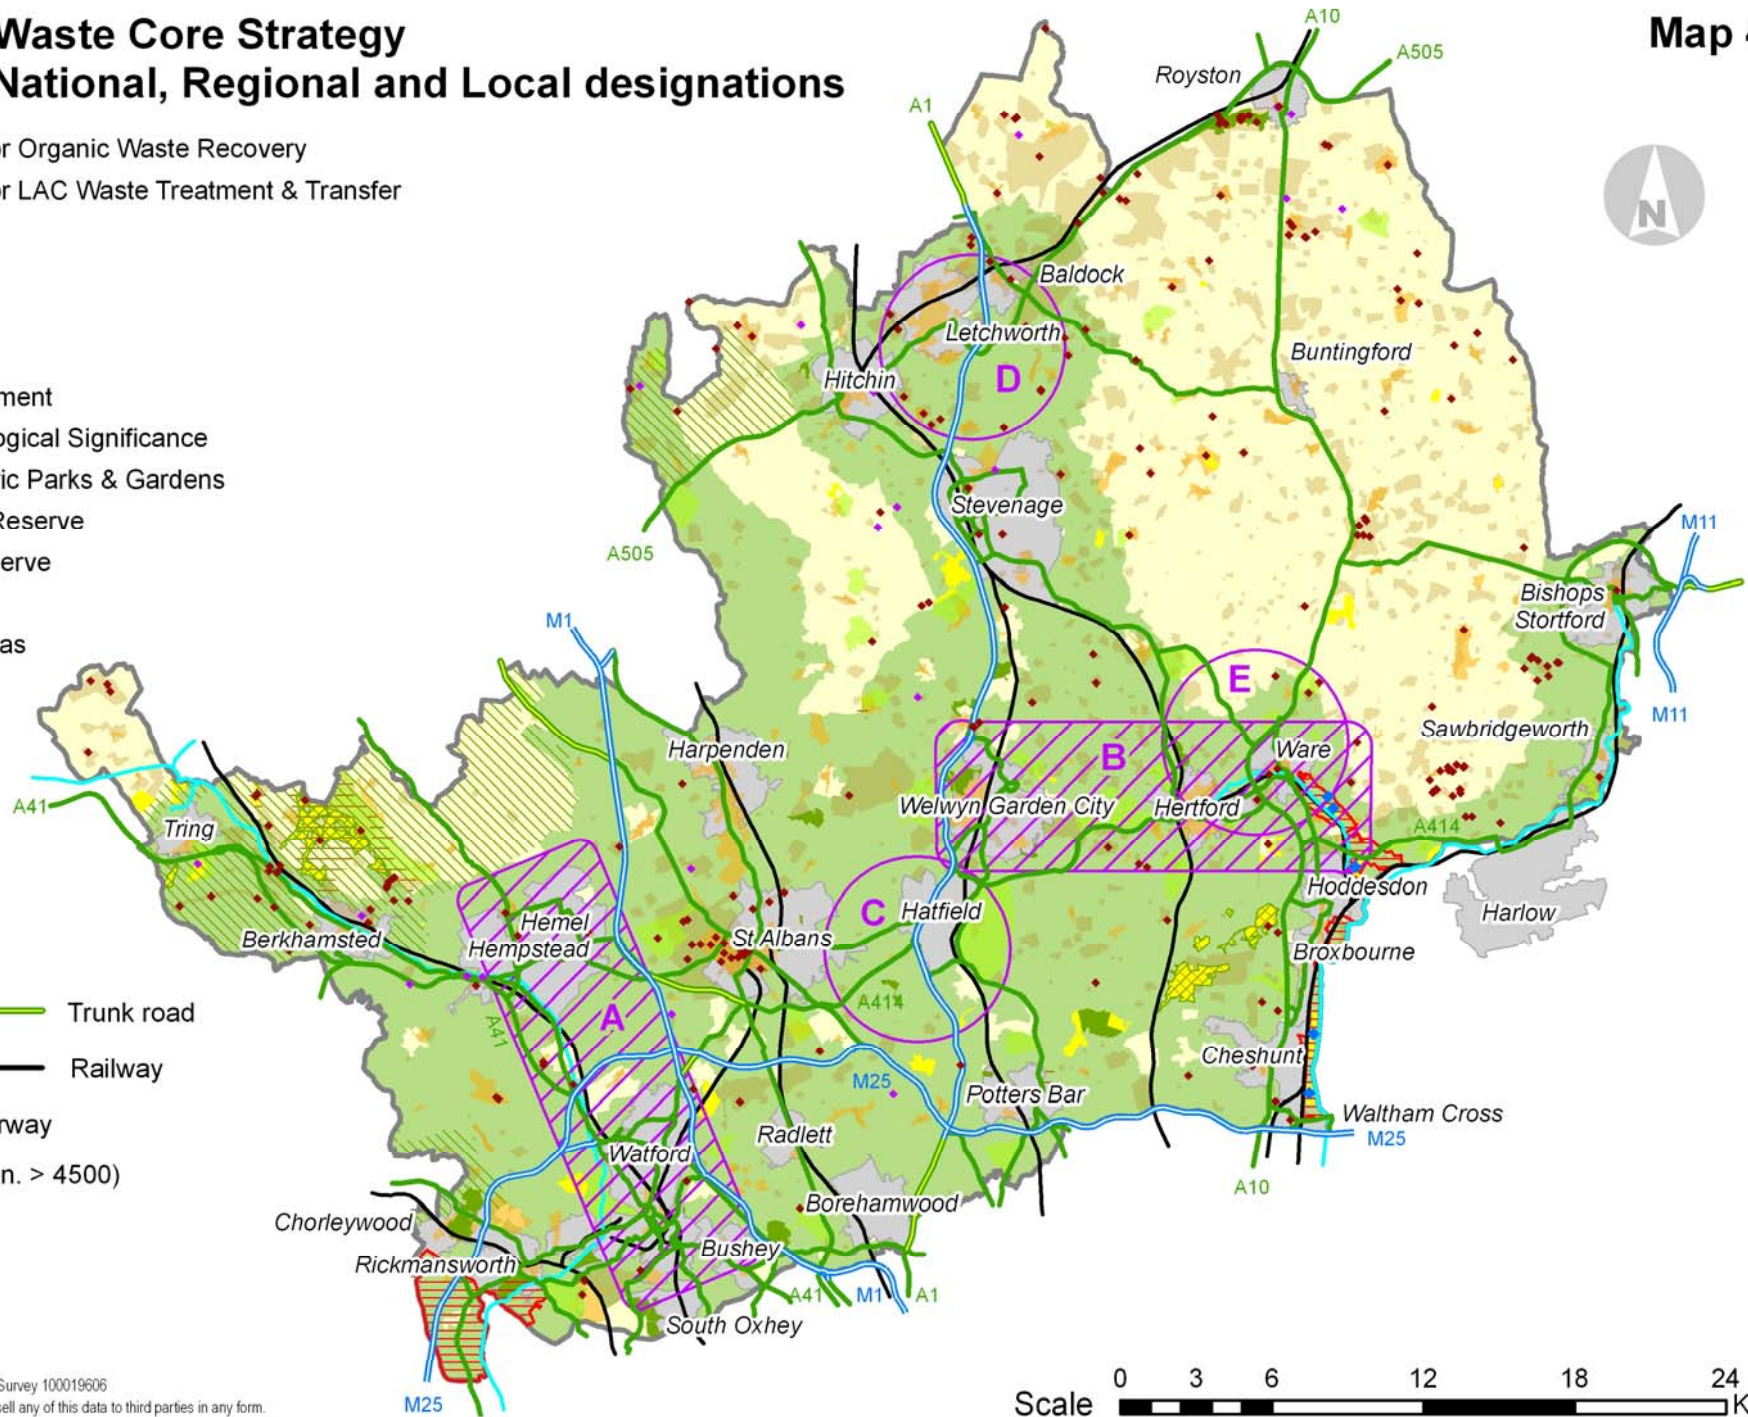 Waste Core Strategy
National, Regional and Local designations
Map
or Organic Waste Recovery
or LAC Waste Treatment & Transfer
ment
ogical Significance
ic Parks & Gardens
Reserve
erve
as
Trunk road
Railway
rway
n. > 4500)
Survey 100019606
sell any of this data to third parties in any form.
A10
A505
Royston
A1
N
Baldock
Letchworth
Buntingford
Hitchin
D
Stevenage
A505
M11
Bishops
Stortford
M1
E
M11
Sawbridgeworth
Harpenden
Ware
B
A41
Tring
Welwyn Garden City
Hertford
A414
Hoddesdon
Harlow
C
Hatfield
Hemel
Hempstead
St Albans
Berkhamsted
Broxbourne
A414
A
A41
Cheshunt
M25
Potters Bar
Waltham Cross
M25
Radlett
Watford
A10
Borehamwood
Chorleywood
Bushey
Rickmansworth
A41
M1
A1
South Oxhey
M25
Scale
0 3 6 12 18 24
K